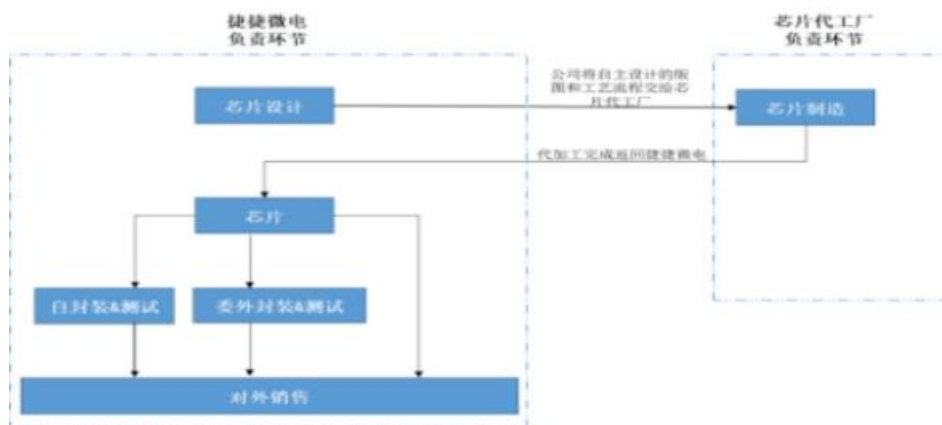 捷捷微电
负责环节
芯片代工厂
负责环节
公司将自主设计的版
图和工艺流程交给芯
片代工厂
芯片设计
芯片制造
代加工完成返回捷捷微电
芯片
自封装&测试
委外封装&测试
对外销售